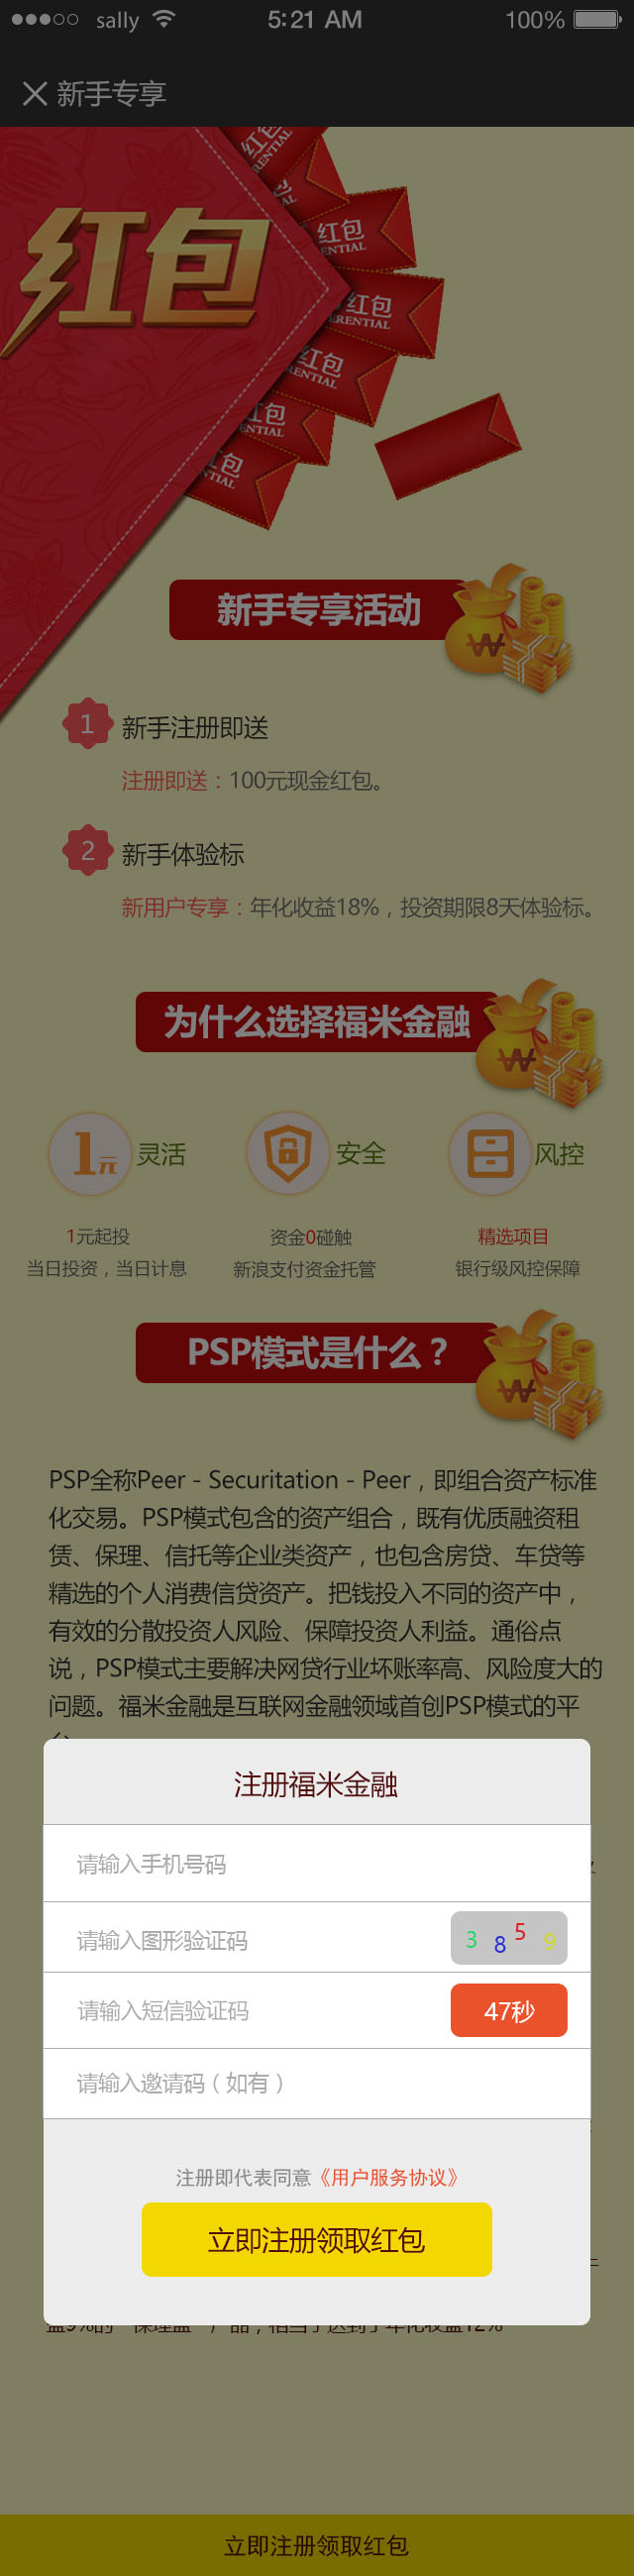 sally
5:21 AM
100%
新手专享
红包
红包
红包
RENTIAL
红包
ERENTIAL
红包
ERENTIAL
红包
红包
新手专享活动
1 新手注册即送
注册即送：100元现金红包。
2 新手体验标
新用户专享：年化收益18%，投资期限8天体验标。
为什么选择福米金融
1元 灵活
安全
风控
1元起投
资金0碰触
精选项目
当日投资，当日计息
新浪支付资金托管
银行级风控保障
PSP模式是什么？
PSP全称Peer - Securitation - Peer，即组合资产标准
化交易。PSP模式包含的资产组合，既有优质融资租
赁、保理、信托等企业类资产，也包含房贷、车贷等
精选的个人消费信贷资产。把钱投入不同的资产中，
有效的分散投资人风险、保障投资人利益。通俗点
说，PSP模式主要解决网贷行业坏账率高、风险度大的
问题。福米金融是互联网金融领域首创PSP模式的平
注册福米金融
请输入手机号码
请输入图形验证码
3 8 5 9
请输入短信验证码
47秒
请输入邀请码（如有）
注册即代表同意《用户服务协议》
立即注册领取红包
立即注册领取红包